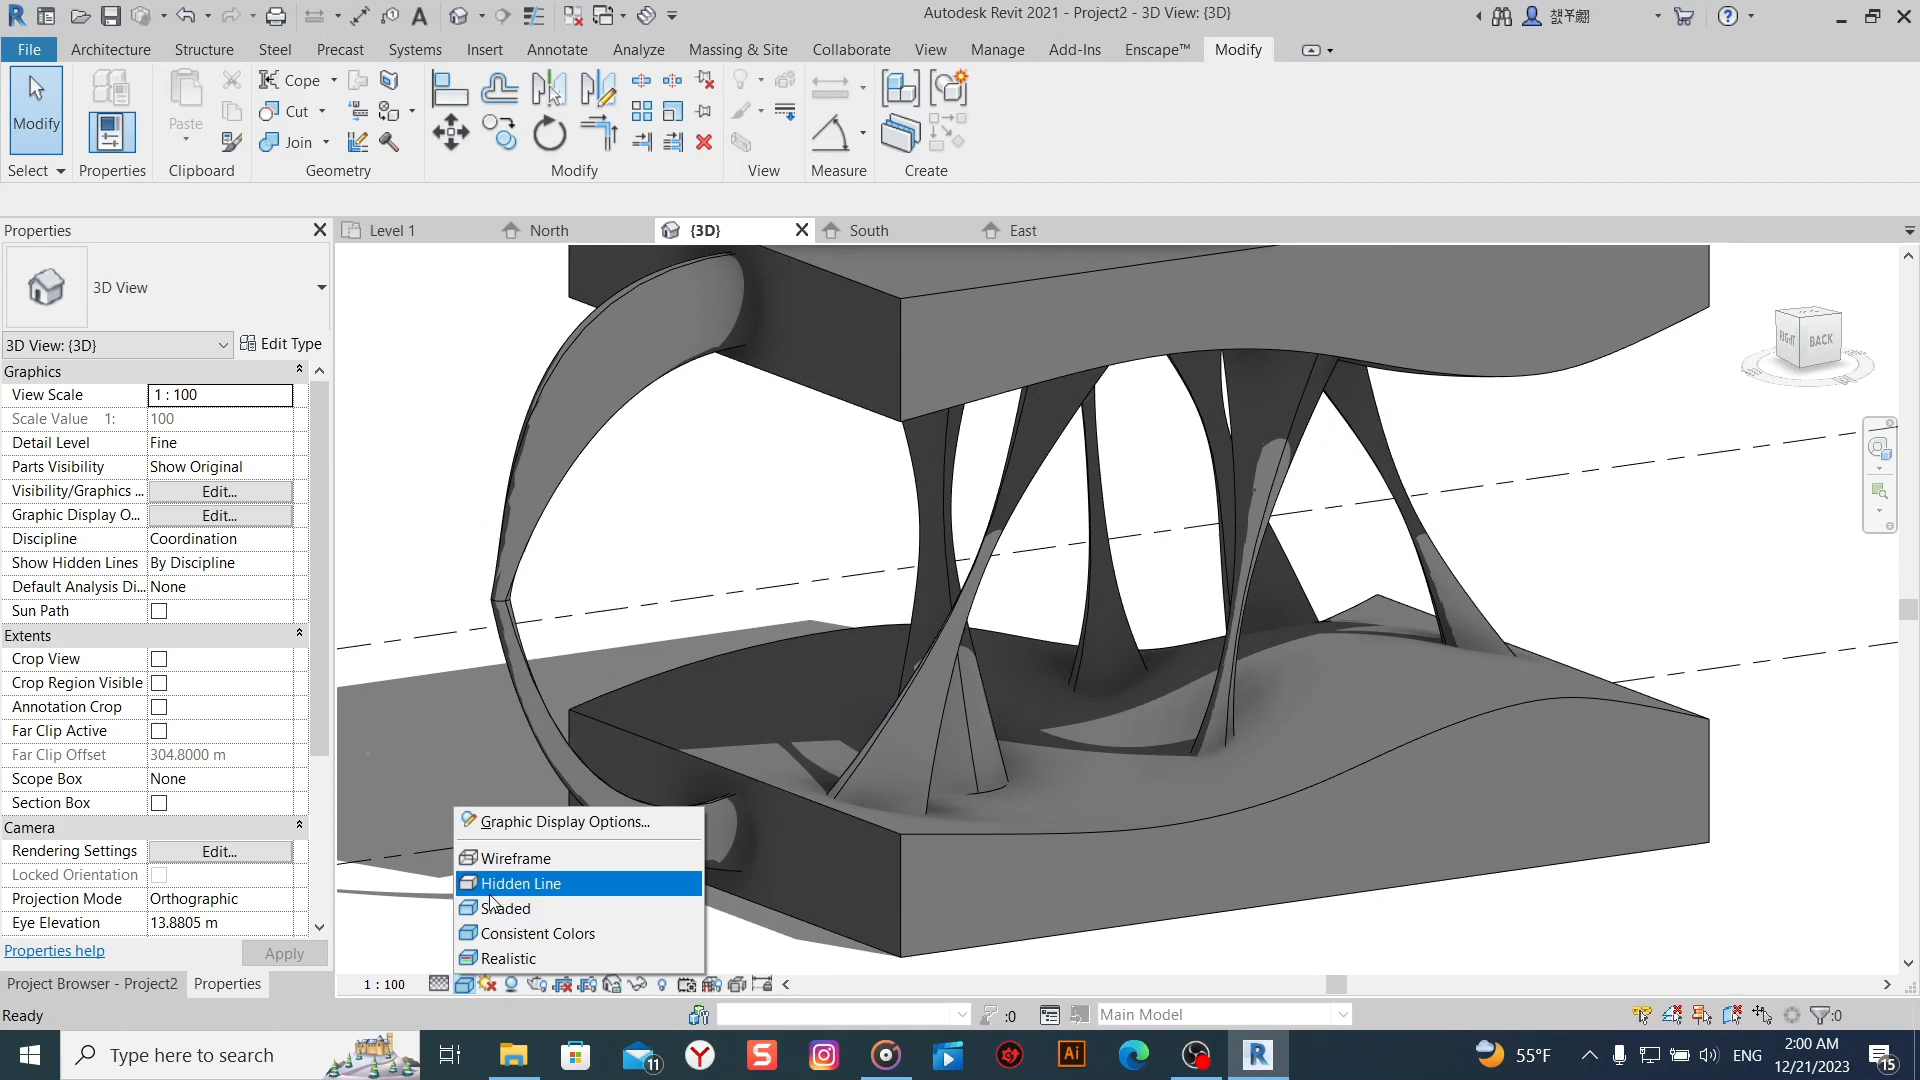 Autodesk Revit 2021 - Project2 - 3D View: {3D}
File Architecture Structure Steel Precast Systems Insert Annotate Analyze Massing & Site Collaborate View Manage Add-Ins Enscape™ Modify
Modify
Paste
Cope
Cut
Join
Select Properties Clipboard Geometry Modify View Measure Create
Properties
Level 1 North {3D} South East
3D View
3D View: {3D} Edit Type
Graphics
View Scale 1 : 100
Scale Value 1: 100
Detail Level Fine
Parts Visibility Show Original
Visibility/Graphics ... Edit...
Graphic Display O... Edit...
Discipline Coordination
Show Hidden Lines By Discipline
Default Analysis Di... None
Sun Path
Extents
Crop View
Crop Region Visible
Annotation Crop
Far Clip Active
Far Clip Offset 304.8000 m
Scope Box None
Section Box
Camera
Rendering Settings Edit...
Locked Orientation
Projection Mode Orthographic
Eye Elevation 13.8805 m
Properties help Apply
Project Browser - Project2 Properties
RIGHT BACK
Graphic Display Options...
Wireframe
Hidden Line
Shaded
Consistent Colors
Realistic
1 : 100
Ready
:0
Main Model
:0
Type here to search
11
Ai
55°F
ENG
2:00 AM
12/21/2023
15